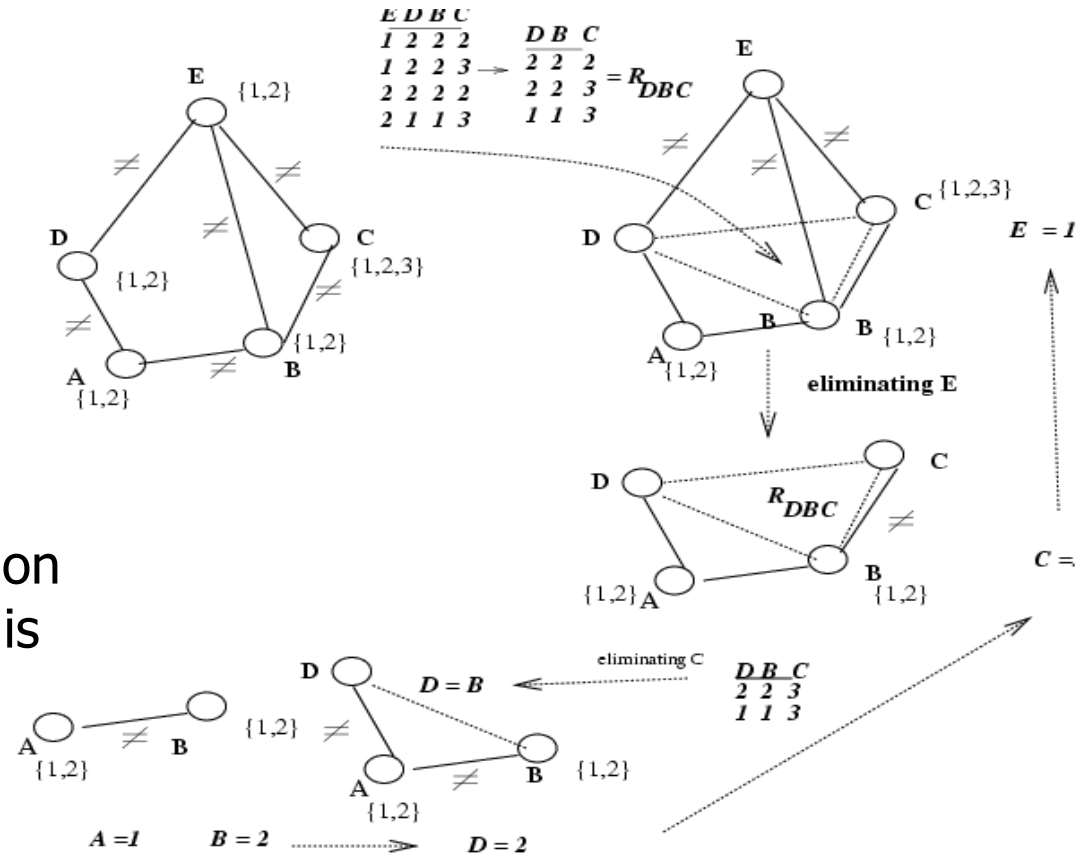 E D B C
1 2 2 2
1 2 2 3
2 2 2 2
2 1 1 3
D B C
2 2 2
2 2 3
1 1 3
= R DBC
E
{1,2}
≠
≠
≠
D
{1,2}
C
{1,2,3}
≠
≠
{1,2}
B
≠
A
{1,2}
E
≠
≠
≠
C {1,2,3}
D
E = 1
B
B {1,2}
A {1,2}
eliminating E
C
D
R DBC
≠
on
C =
B
{1,2}
{1,2} A
is
D
eliminating C
D = B
D B C
2 2 3
1 1 3
≠
A
{1,2}
≠
B
{1,2}
A
{1,2}
≠
B
{1,2}
A =1
B = 2
D = 2